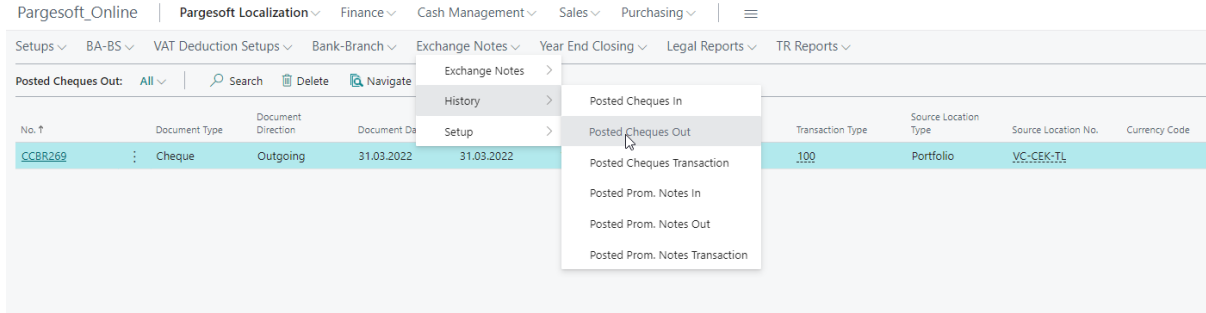 Pargesoft_Online Pargesoft Localization Finance Cash Management Sales Purchasing
Setups BA-BS VAT Deduction Setups Bank-Branch Exchange Notes Year End Closing Legal Reports TR Reports
Posted Cheques Out: All Search Delete Navigate
Exchange Notes
History
Setup
Posted Cheques In
Posted Cheques Out
Posted Cheques Transaction
Posted Prom. Notes In
Posted Prom. Notes Out
Posted Prom. Notes Transaction
No. ↑ Document Type Document Direction Document Da Transaction Type Source Location Type Source Location No. Currency Code
CCBR269 Cheque Outgoing 31.03.2022 31.03.2022 100 Portfolio VC-CEK-TL